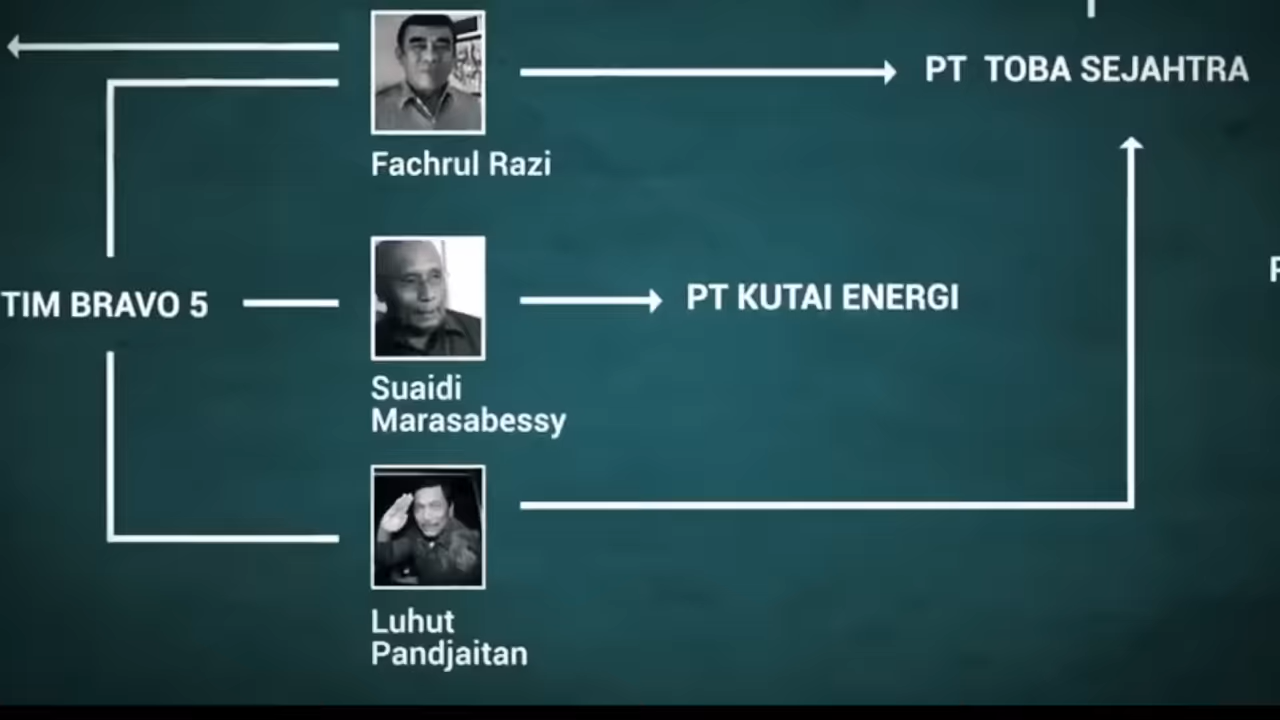 PT TOBA SEJAHTRA
Fachrul Razi
TIM BRAVO 5
PT KUTAI ENERGI
Suaidi
Marasabessy
Luhut
Pandjaitan